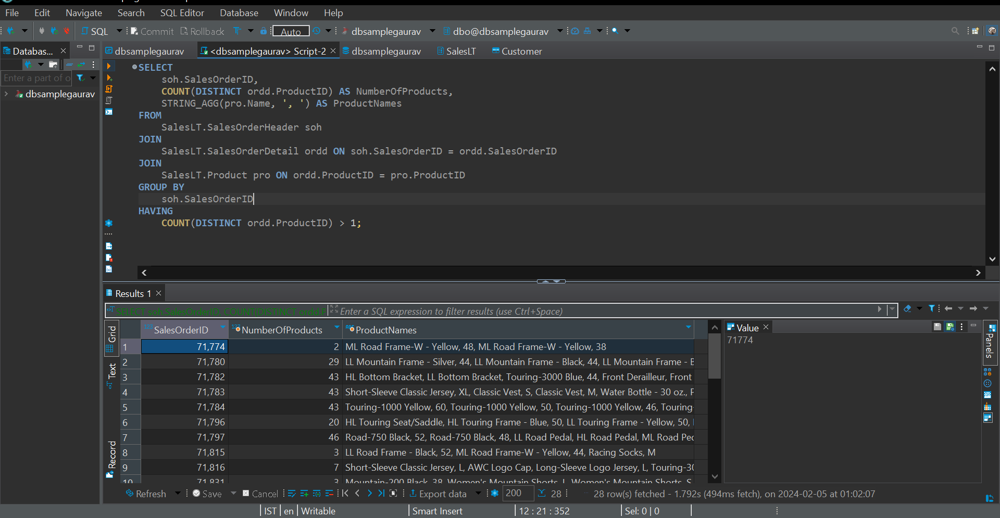 File Edit Navigate Search SQL Editor Database Window Help
SQL Commit Rollback Auto dbsamplegaurav dbo@dbsamplegaurav
Databas... dbsamplegaurav <dbsamplegaurav> Script-2 dbsamplegaurav SalesLT Customer
Enter a part of o
dbsamplegaurav
SELECT
soh.SalesOrderID,
COUNT(DISTINCT ordd.ProductID) AS NumberOfProducts,
STRING_AGG(pro.Name, ', ') AS ProductNames
FROM
SalesLT.SalesOrderHeader soh
JOIN
SalesLT.SalesOrderDetail ordd ON soh.SalesOrderID = ordd.SalesOrderID
JOIN
SalesLT.Product pro ON ordd.ProductID = pro.ProductID
GROUP BY
soh.SalesOrderID
HAVING
COUNT(DISTINCT ordd.ProductID) > 1;
Results 1
SELECT soh.SalesOrderID, COUNT(DISTINCT ordd.P Enter a SQL expression to filter results (use Ctrl+Space)
Grid
Text
Record
123 SalesOrderID 123 NumberOfProducts ABC ProductNames
1 71,774 2 ML Road Frame-W - Yellow, 48, ML Road Frame-W - Yellow, 38
2 71,780 29 LL Mountain Frame - Silver, 44, LL Mountain Frame - Black, 44, LL Mountain Frame - B
3 71,782 43 HL Bottom Bracket, LL Bottom Bracket, Touring-3000 Blue, 44, Front Derailleur, Front
4 71,783 43 Short-Sleeve Classic Jersey, XL, Classic Vest, S, Classic Vest, M, Water Bottle - 30 oz., F
5 71,784 43 Touring-1000 Yellow, 60, Touring-1000 Yellow, 50, Touring-1000 Yellow, 46, Touring-
6 71,796 20 HL Touring Seat/Saddle, HL Touring Frame - Blue, 50, LL Touring Frame - Yellow, 50,
7 71,797 46 Road-750 Black, 52, Road-750 Black, 48, LL Road Pedal, HL Road Pedal, ML Road Ped
8 71,815 3 LL Road Frame - Black, 52, ML Road Frame-W - Yellow, 44, Racing Socks, M
9 71,816 7 Short-Sleeve Classic Jersey, L, AWC Logo Cap, Long-Sleeve Logo Jersey, L, Touring-30
10 71,831 3 Mountain-200 Black, 38, Women's Mountain Shorts, L, Women's Mountain Shorts, S
Value
71774
Panels
Refresh Save Cancel Export data 200 28 28 row(s) fetched - 1.792s (494ms fetch), on 2024-02-05 at 01:02:07
IST en Writable Smart Insert 12 : 21 : 352 Sel: 0 | 0